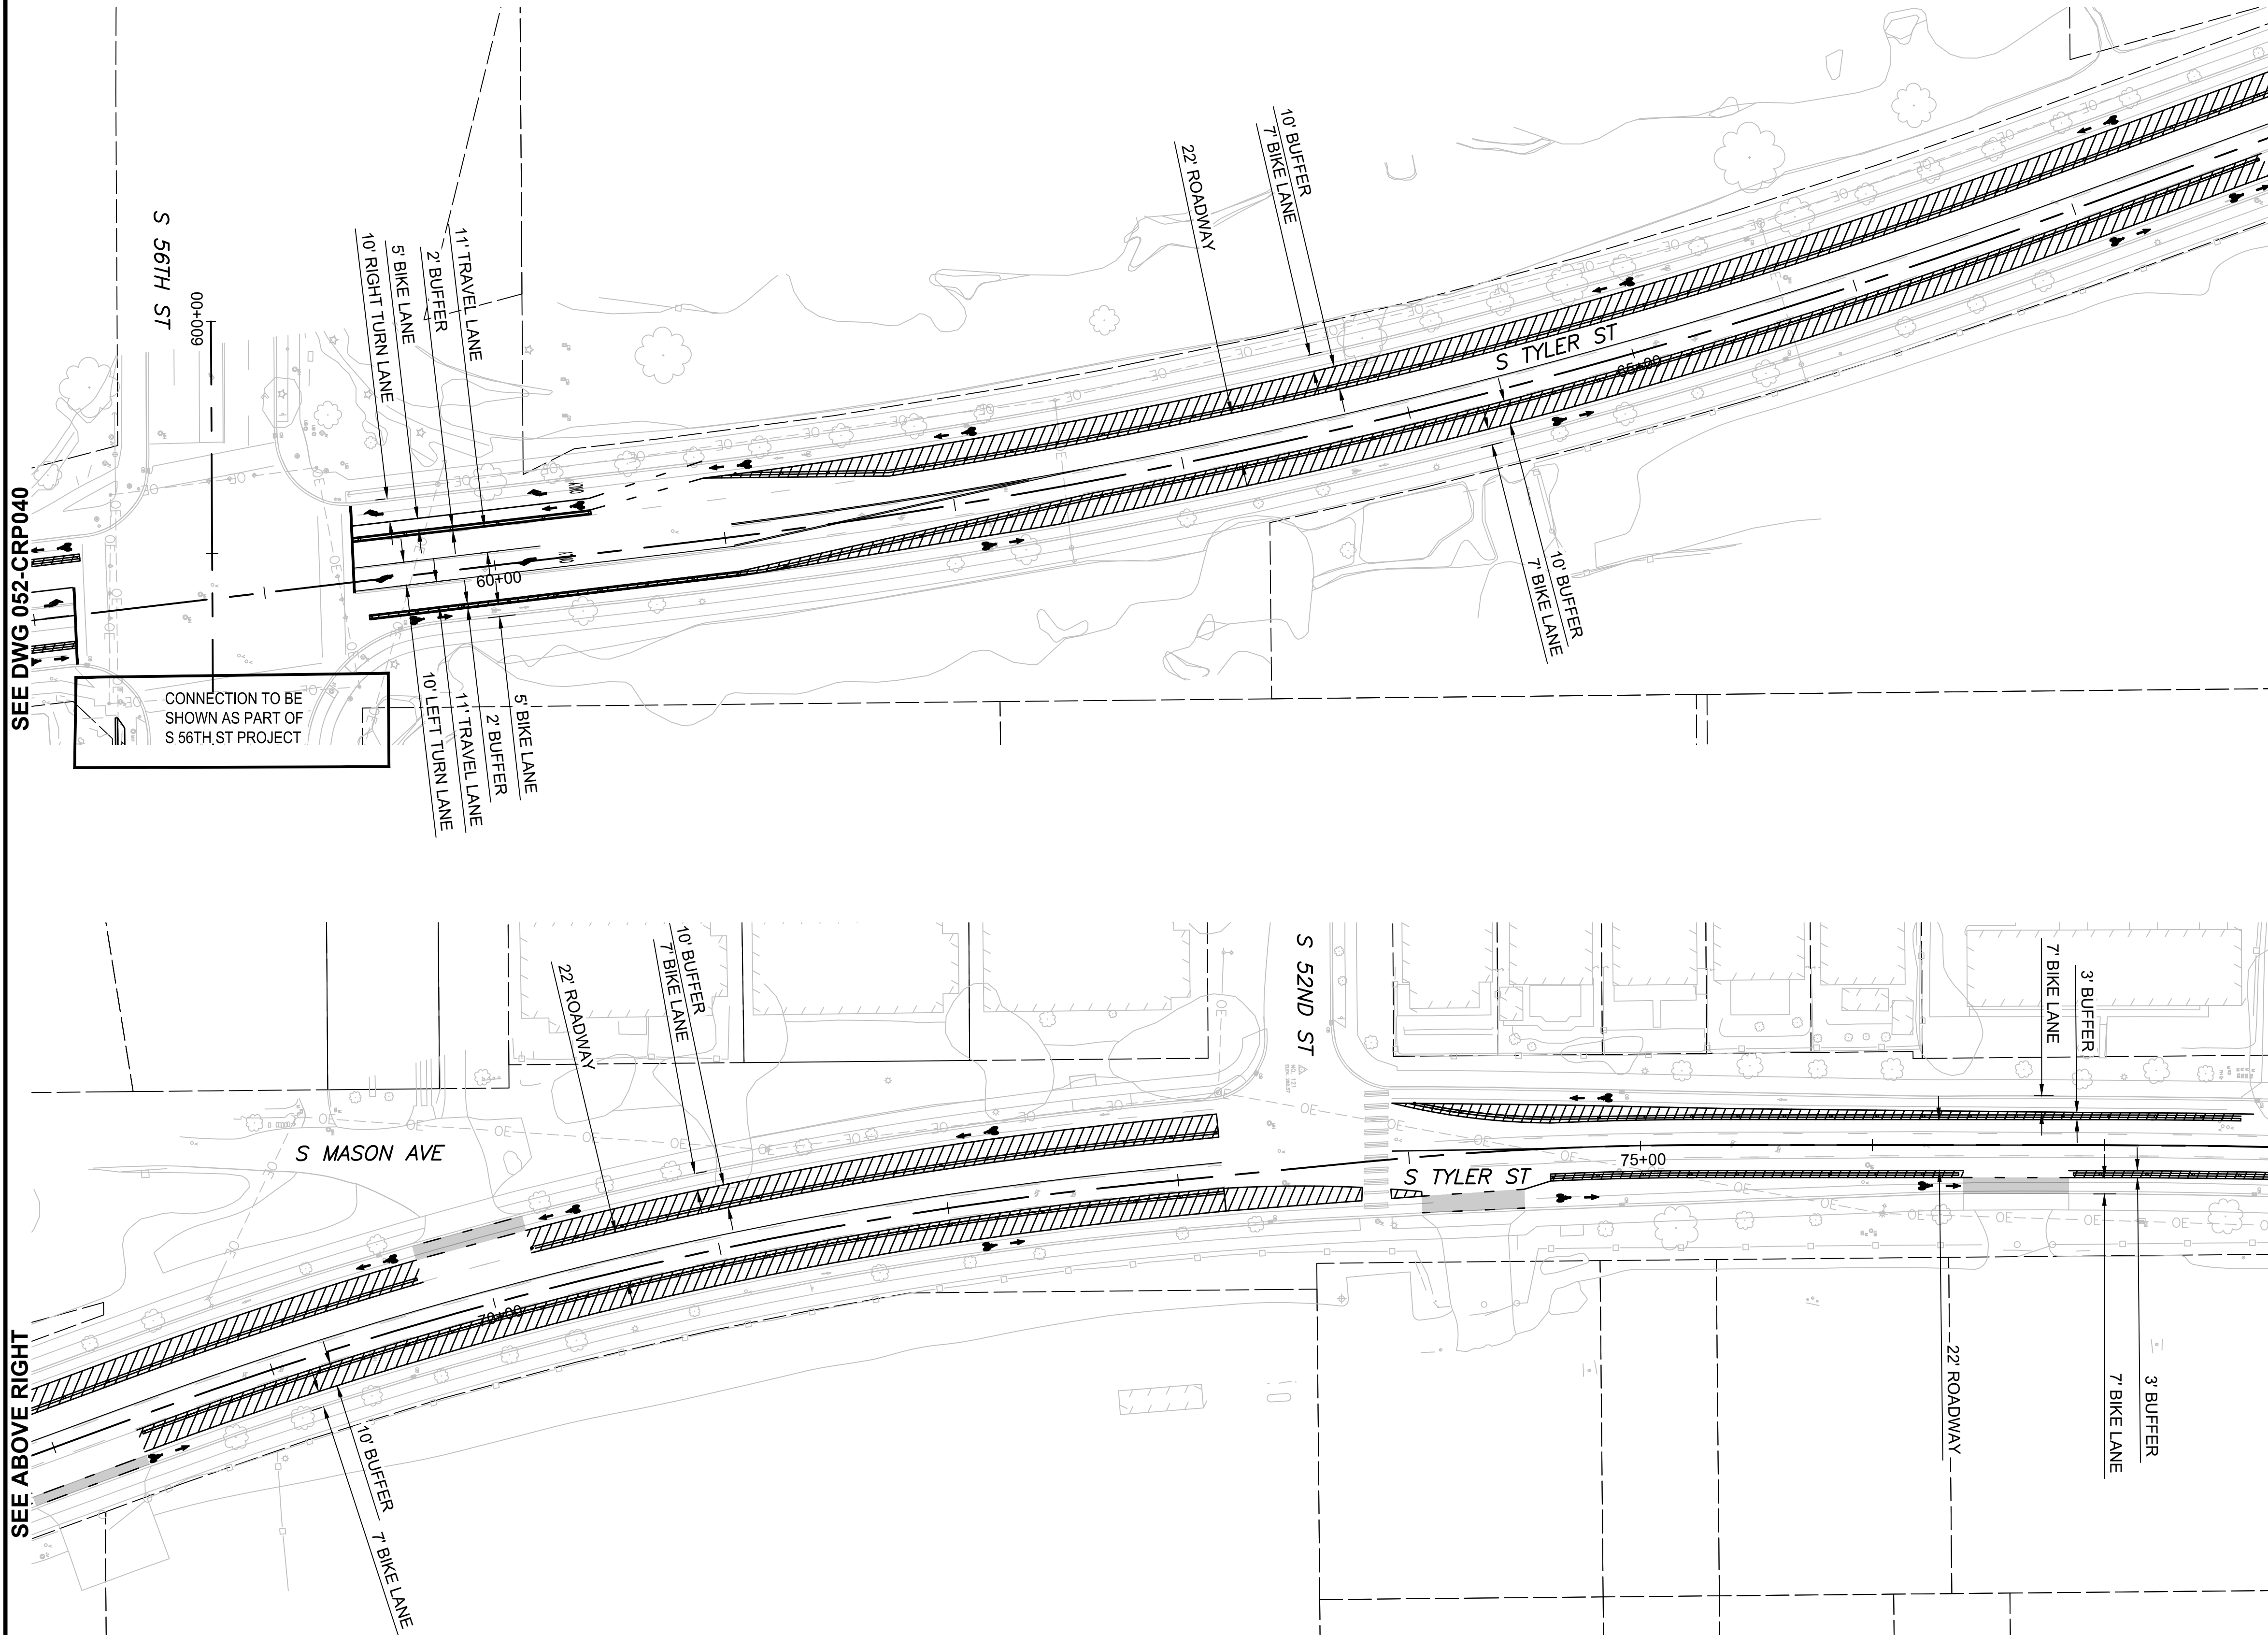 SEE DWG 052-CRP040
S 56TH ST
600+00
10' RIGHT TURN LANE
5' BIKE LANE
2' BUFFER
11' TRAVEL LANE
ONLY
ONLY
60+00
10' LEFT TURN LANE
11' TRAVEL LANE
2' BUFFER
5' BIKE LANE
CONNECTION TO BE
SHOWN AS PART OF
S 56TH ST PROJECT
22' ROADWAY
10' BUFFER
7' BIKE LANE
S TYLER ST
65+00
10' BUFFER
7' BIKE LANE
OE
SEE ABOVE RIGHT
S MASON AVE
22' ROADWAY
10' BUFFER
7' BIKE LANE
70+00
10' BUFFER
7' BIKE LANE
S 52ND ST
S TYLER ST
75+00
7' BIKE LANE
3' BUFFER
22' ROADWAY
7' BIKE LANE
3' BUFFER
OE